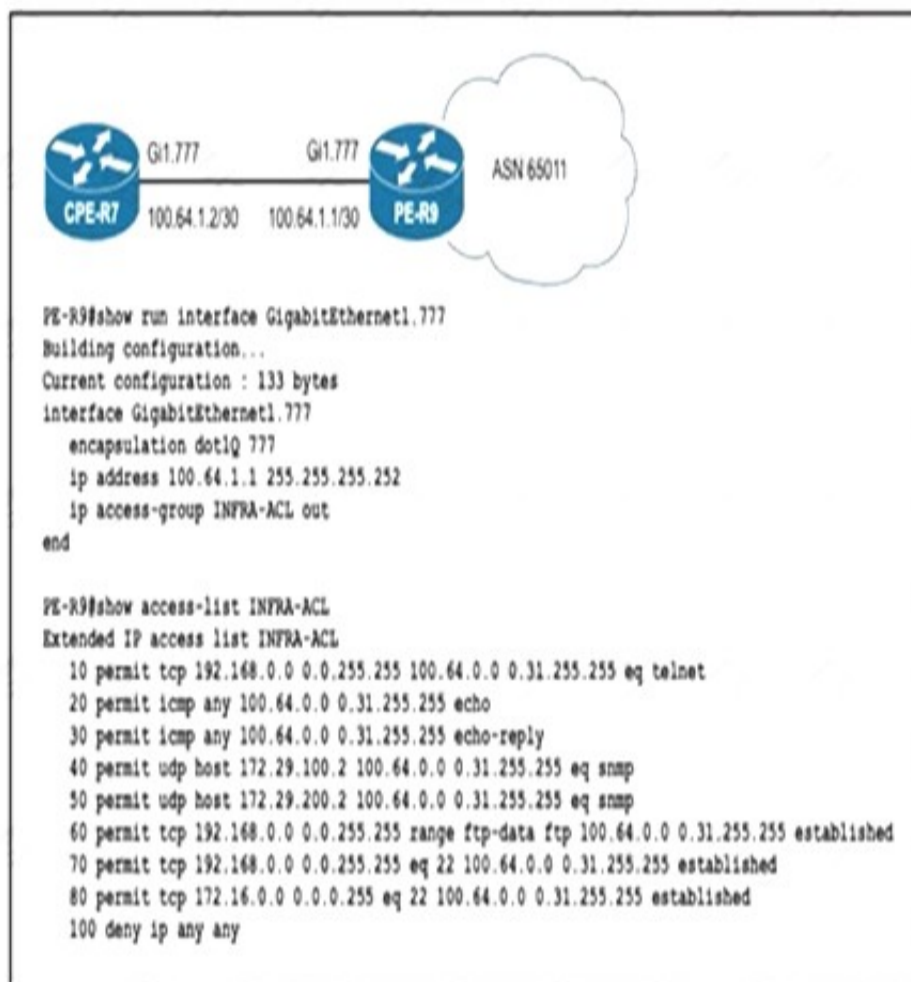 Gi1.777
Gi1.777
ASN 65011
CPE-R7
100.64.1.2/30
100.64.1.1/30
PE-R9
PE-R9#show run interface GigabitEthernet1.777
Building configuration...
Current configuration : 133 bytes
interface GigabitEthernet1.777
encapsulation dot1Q 777
ip address 100.64.1.1 255.255.255.252
ip access-group INFRA-ACL out
end
PE-R9#show access-list INFRA-ACL
Extended IP access list INFRA-ACL
10 permit tcp 192.168.0.0 0.0.255.255 100.64.0.0 0.31.255.255 eq telnet
20 permit icmp any 100.64.0.0 0.31.255.255 echo
30 permit icmp any 100.64.0.0 0.31.255.255 echo-reply
40 permit udp host 172.29.100.2 100.64.0.0 0.31.255.255 eq snmp
50 permit udp host 172.29.200.2 100.64.0.0 0.31.255.255 eq snmp
60 permit tcp 192.168.0.0 0.0.255.255 range ftp-data ftp 100.64.0.0 0.31.255.255 established
70 permit tcp 192.168.0.0 0.0.255.255 eq 22 100.64.0.0 0.31.255.255 established
80 permit tcp 172.16.0.0 0.0.0.255 eq 22 100.64.0.0 0.31.255.255 established
100 deny ip any any